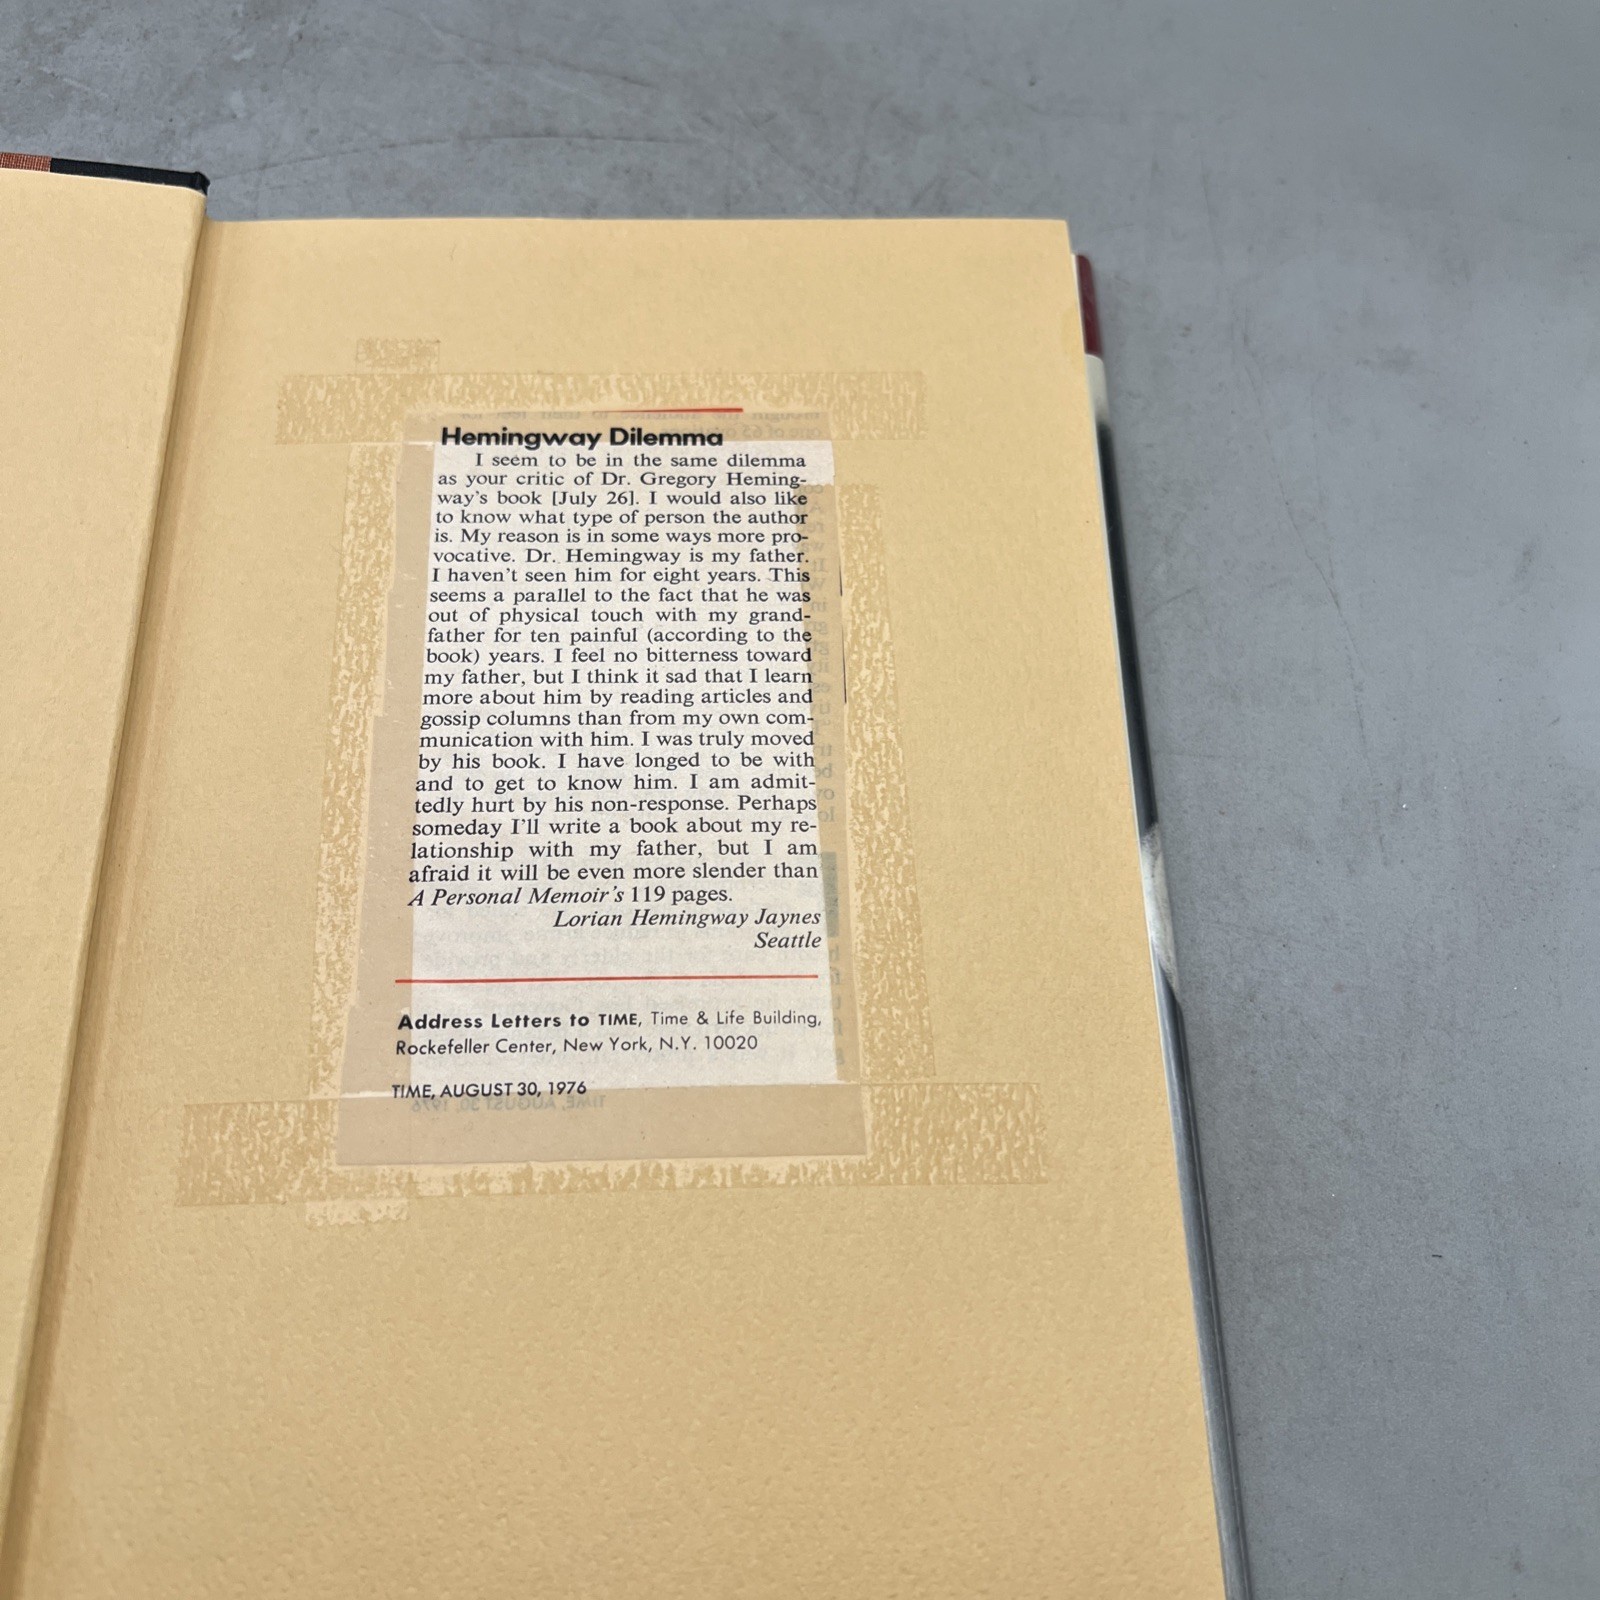 Hemingway Dilemma
I seem to be in the same dilemma
as your critic of Dr. Gregory Heming-
way's book [July 26]. I would also like
to know what type of person the author
is. My reason is in some ways more pro-
vocative. Dr. Hemingway is my father.
I haven't seen him for eight years. This
seems a parallel to the fact that he was
out of physical touch with my grand-
father for ten painful (according to the
book) years. I feel no bitterness toward
my father, but I think it sad that I learn
more about him by reading articles and
gossip columns than from my own com-
munication with him. I was truly moved
by his book. I have longed to be with
and to get to know him. I am admit-
tedly hurt by his non-response. Perhaps
someday I'll write a book about my re-
lationship with my father, but I am
afraid it will be even more slender than
A Personal Memoir's 119 pages.
Lorian Hemingway Jaynes
Seattle
Address Letters to TIME, Time & Life Building,
Rockefeller Center, New York, N.Y. 10020
TIME, AUGUST 30, 1976